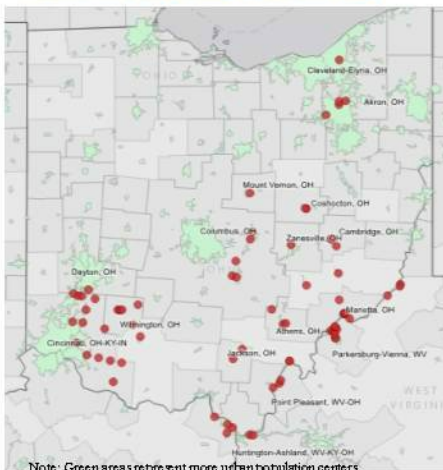 Cleveland-Elyria, OH
Akron, OH
OHIO
Mount Vernon, OH
Coshocton, OH
Columbus, OH
Zanesville, OH
Cambridge, OH
Dayton, OH
Wilmington, OH
Marietta, OH
Athens, OH
Cincinnati, OH-KY-IN
Jackson, OH
Parkersburg-Vienna, WV
Point Pleasant, WV-OH
WEST
VIRGINIA
Huntington-Ashland, WV-KY-OH
Note: Green areas represent more urban population centers